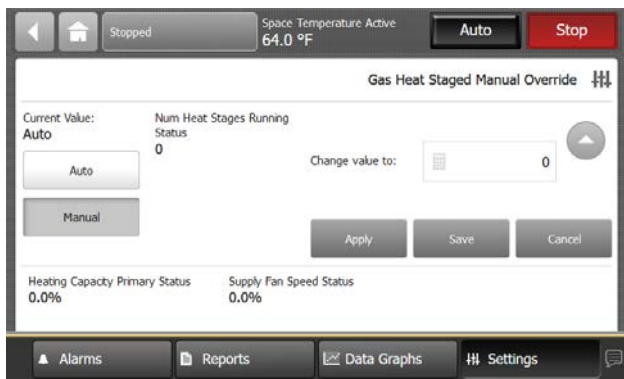 Stopped
Space Temperature Active
64.0 °F
Auto
Stop
Gas Heat Staged Manual Override
Current Value:
Auto
Num Heat Stages Running
Status
0
Auto
Manual
Change value to:
0
Apply
Save
Cancel
Heating Capacity Primary Status
0.0%
Supply Fan Speed Status
0.0%
Alarms
Reports
Data Graphs
Settings